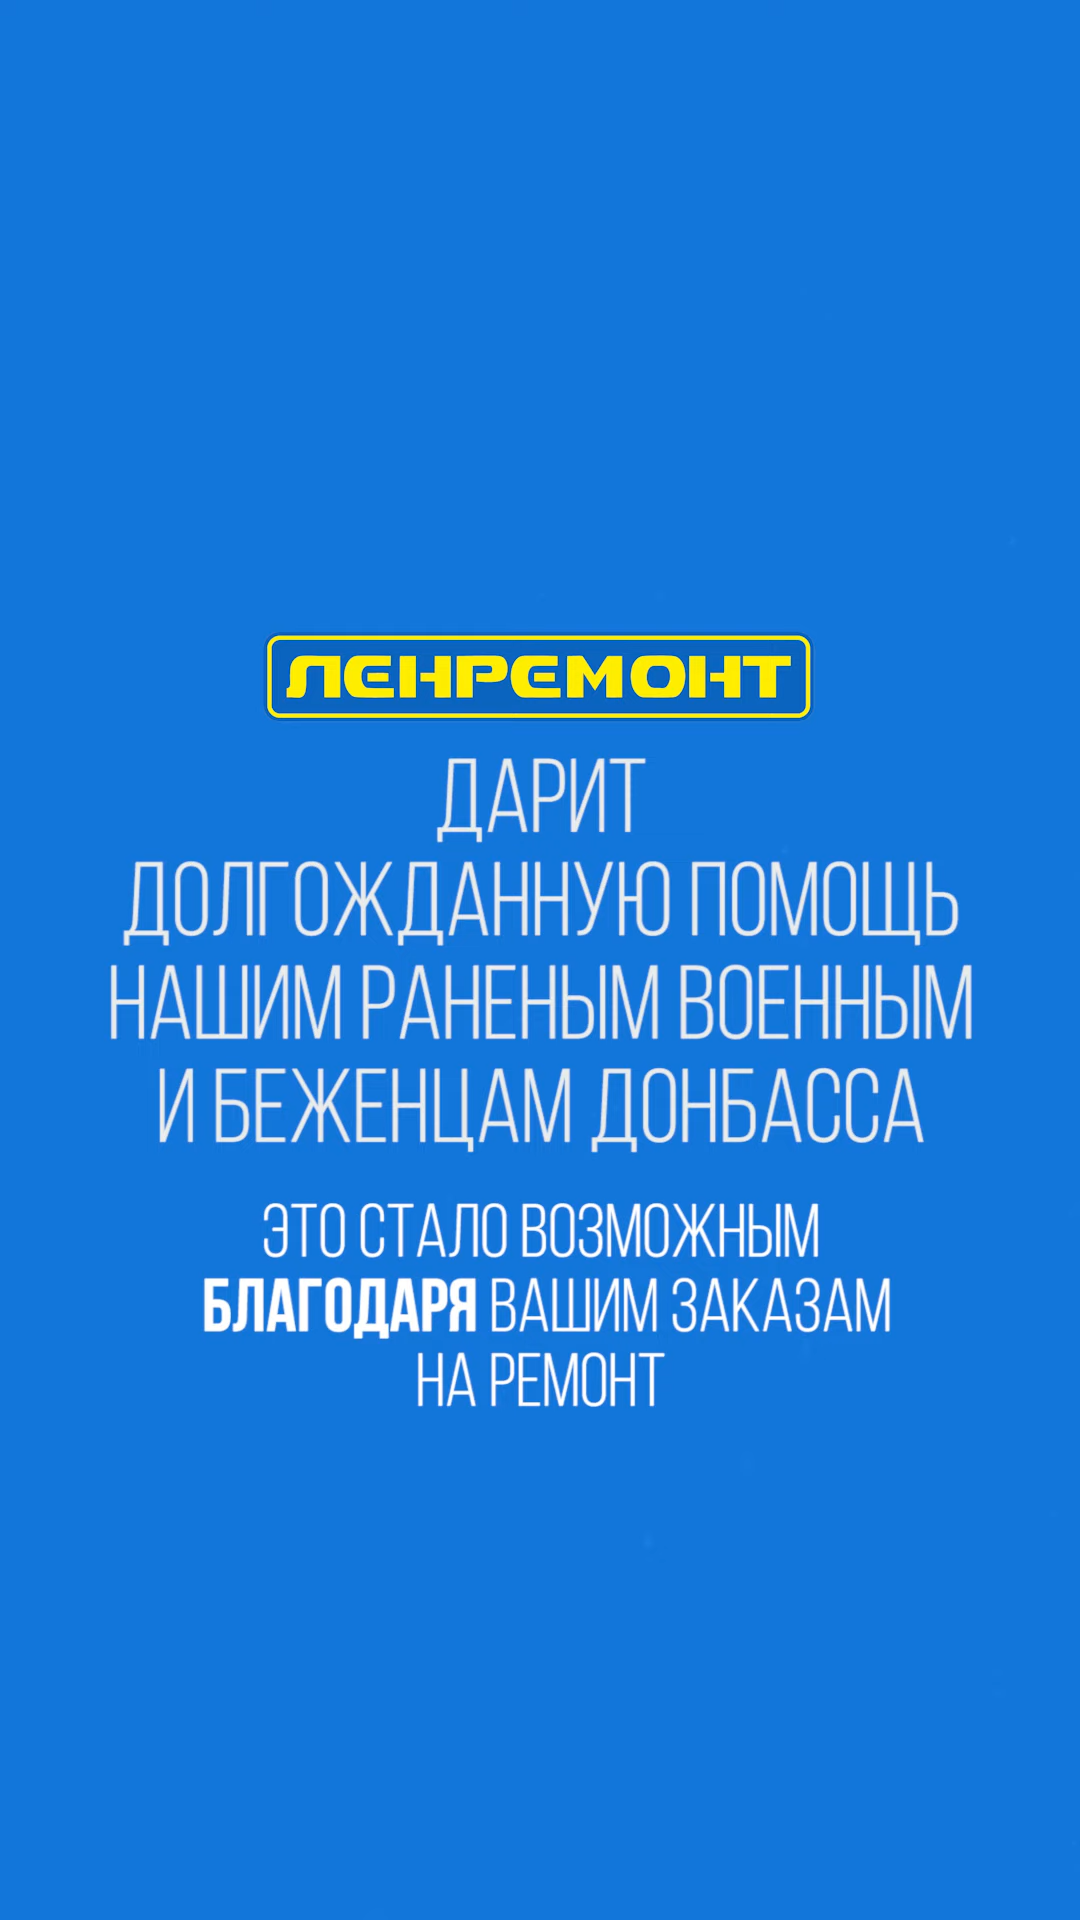 ЛЕНРЕМОНТ
ДАРИТ
ДОЛГОЖДАННУЮ ПОМОЩЬ
НАШИМ РАНЕНЫМ ВОЕННЫМ
И БЕЖЕНЦАМ ДОНБАССА
ЭТО СТАЛО ВОЗМОЖНЫМ
БЛАГОДАРЯ ВАШИМ ЗАКАЗАМ
НА РЕМОНТ